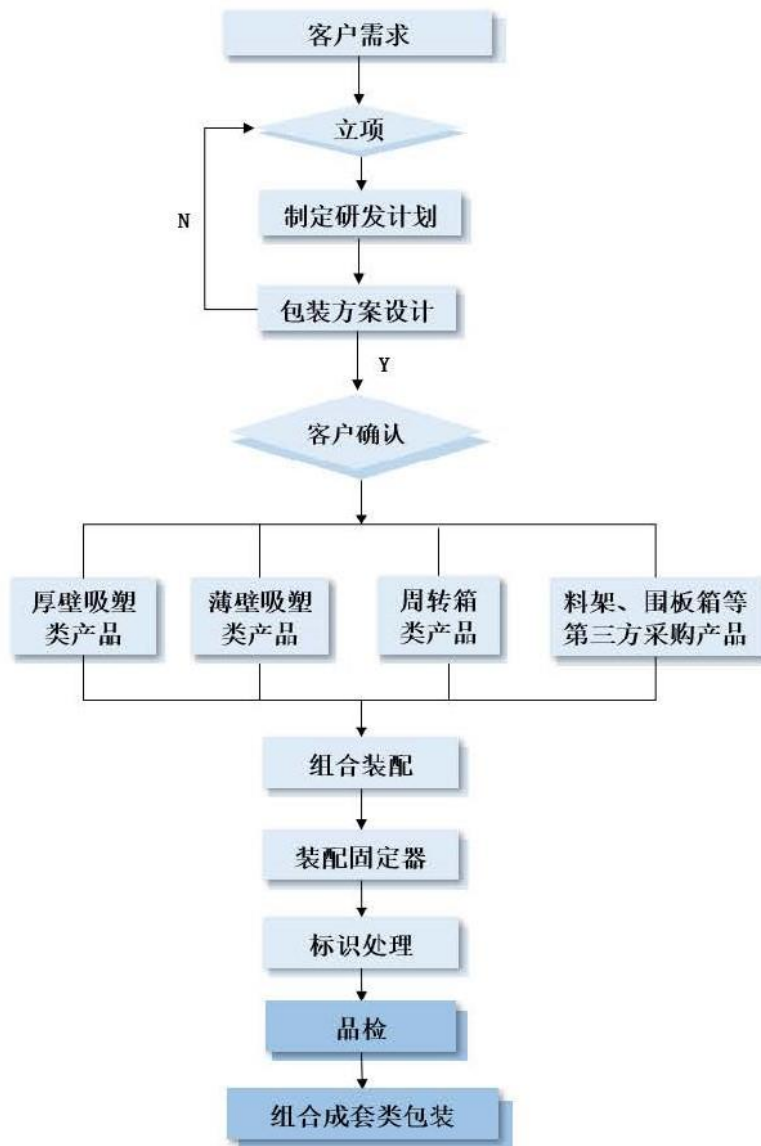 客户需求
立项
制定研发计划
N
包装方案设计
Y
客户确认
厚壁吸塑
类产品
薄壁吸塑
类产品
周转箱
类产品
料架、围板箱等
第三方采购产品
组合装配
装配固定器
标识处理
品检
组合成套类包装